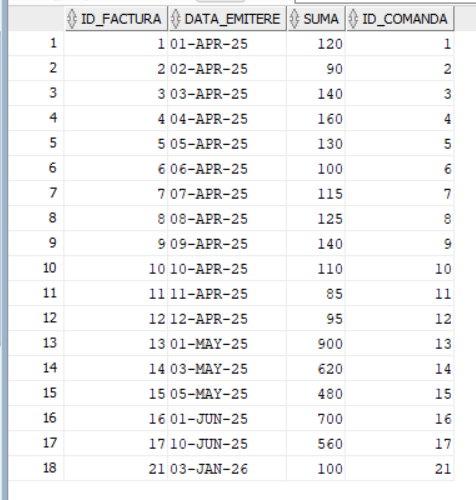 ID_FACTURA DATA_EMITERE SUMA ID_COMANDA
1 1 01-APR-25 120 1
2 2 02-APR-25 90 2
3 3 03-APR-25 140 3
4 4 04-APR-25 160 4
5 5 05-APR-25 130 5
6 6 06-APR-25 100 6
7 7 07-APR-25 115 7
8 8 08-APR-25 125 8
9 9 09-APR-25 140 9
10 10 10-APR-25 110 10
11 11 11-APR-25 85 11
12 12 12-APR-25 95 12
13 13 01-MAY-25 900 13
14 14 03-MAY-25 620 14
15 15 05-MAY-25 480 15
16 16 01-JUN-25 700 16
17 17 10-JUN-25 560 17
18 21 03-JAN-26 100 21